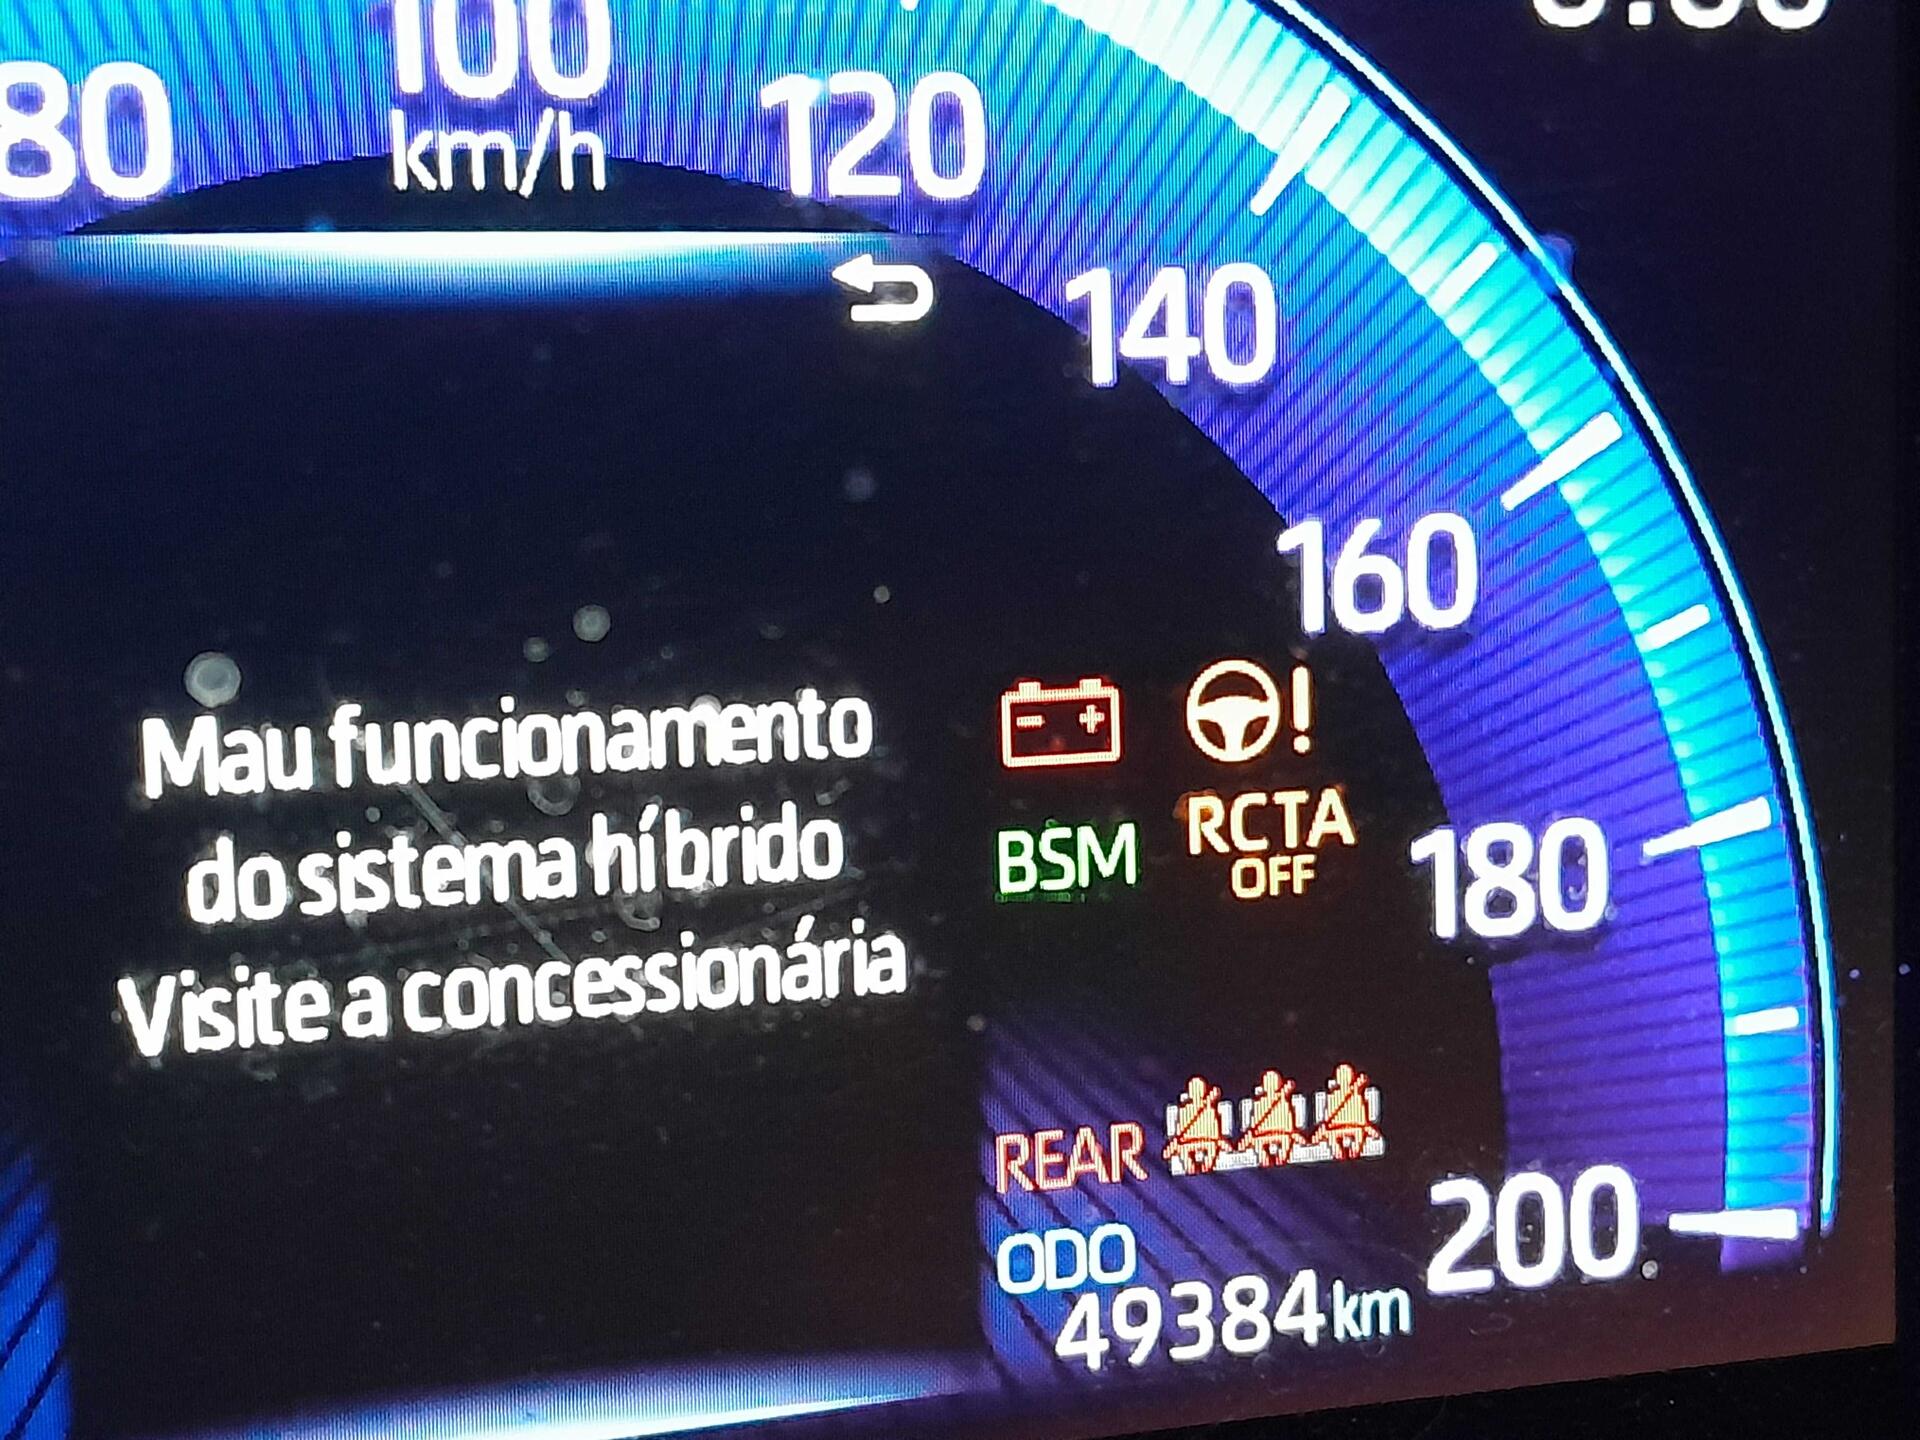 100
80
km/h
120
140
160
Mau funcionamento
do sistema híbrido
Visite a concessionária
- + !
BSM
RCTA
OFF
180
REAR
200
ODO
49384 km